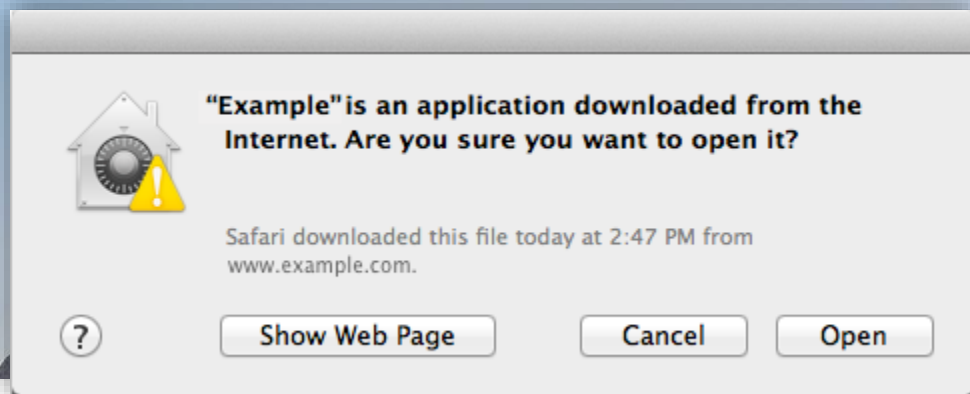 “Example” is an application downloaded from the
Internet. Are you sure you want to open it?
Safari downloaded this file today at 2:47 PM from
www.example.com.
?
Show Web Page
Cancel
Open